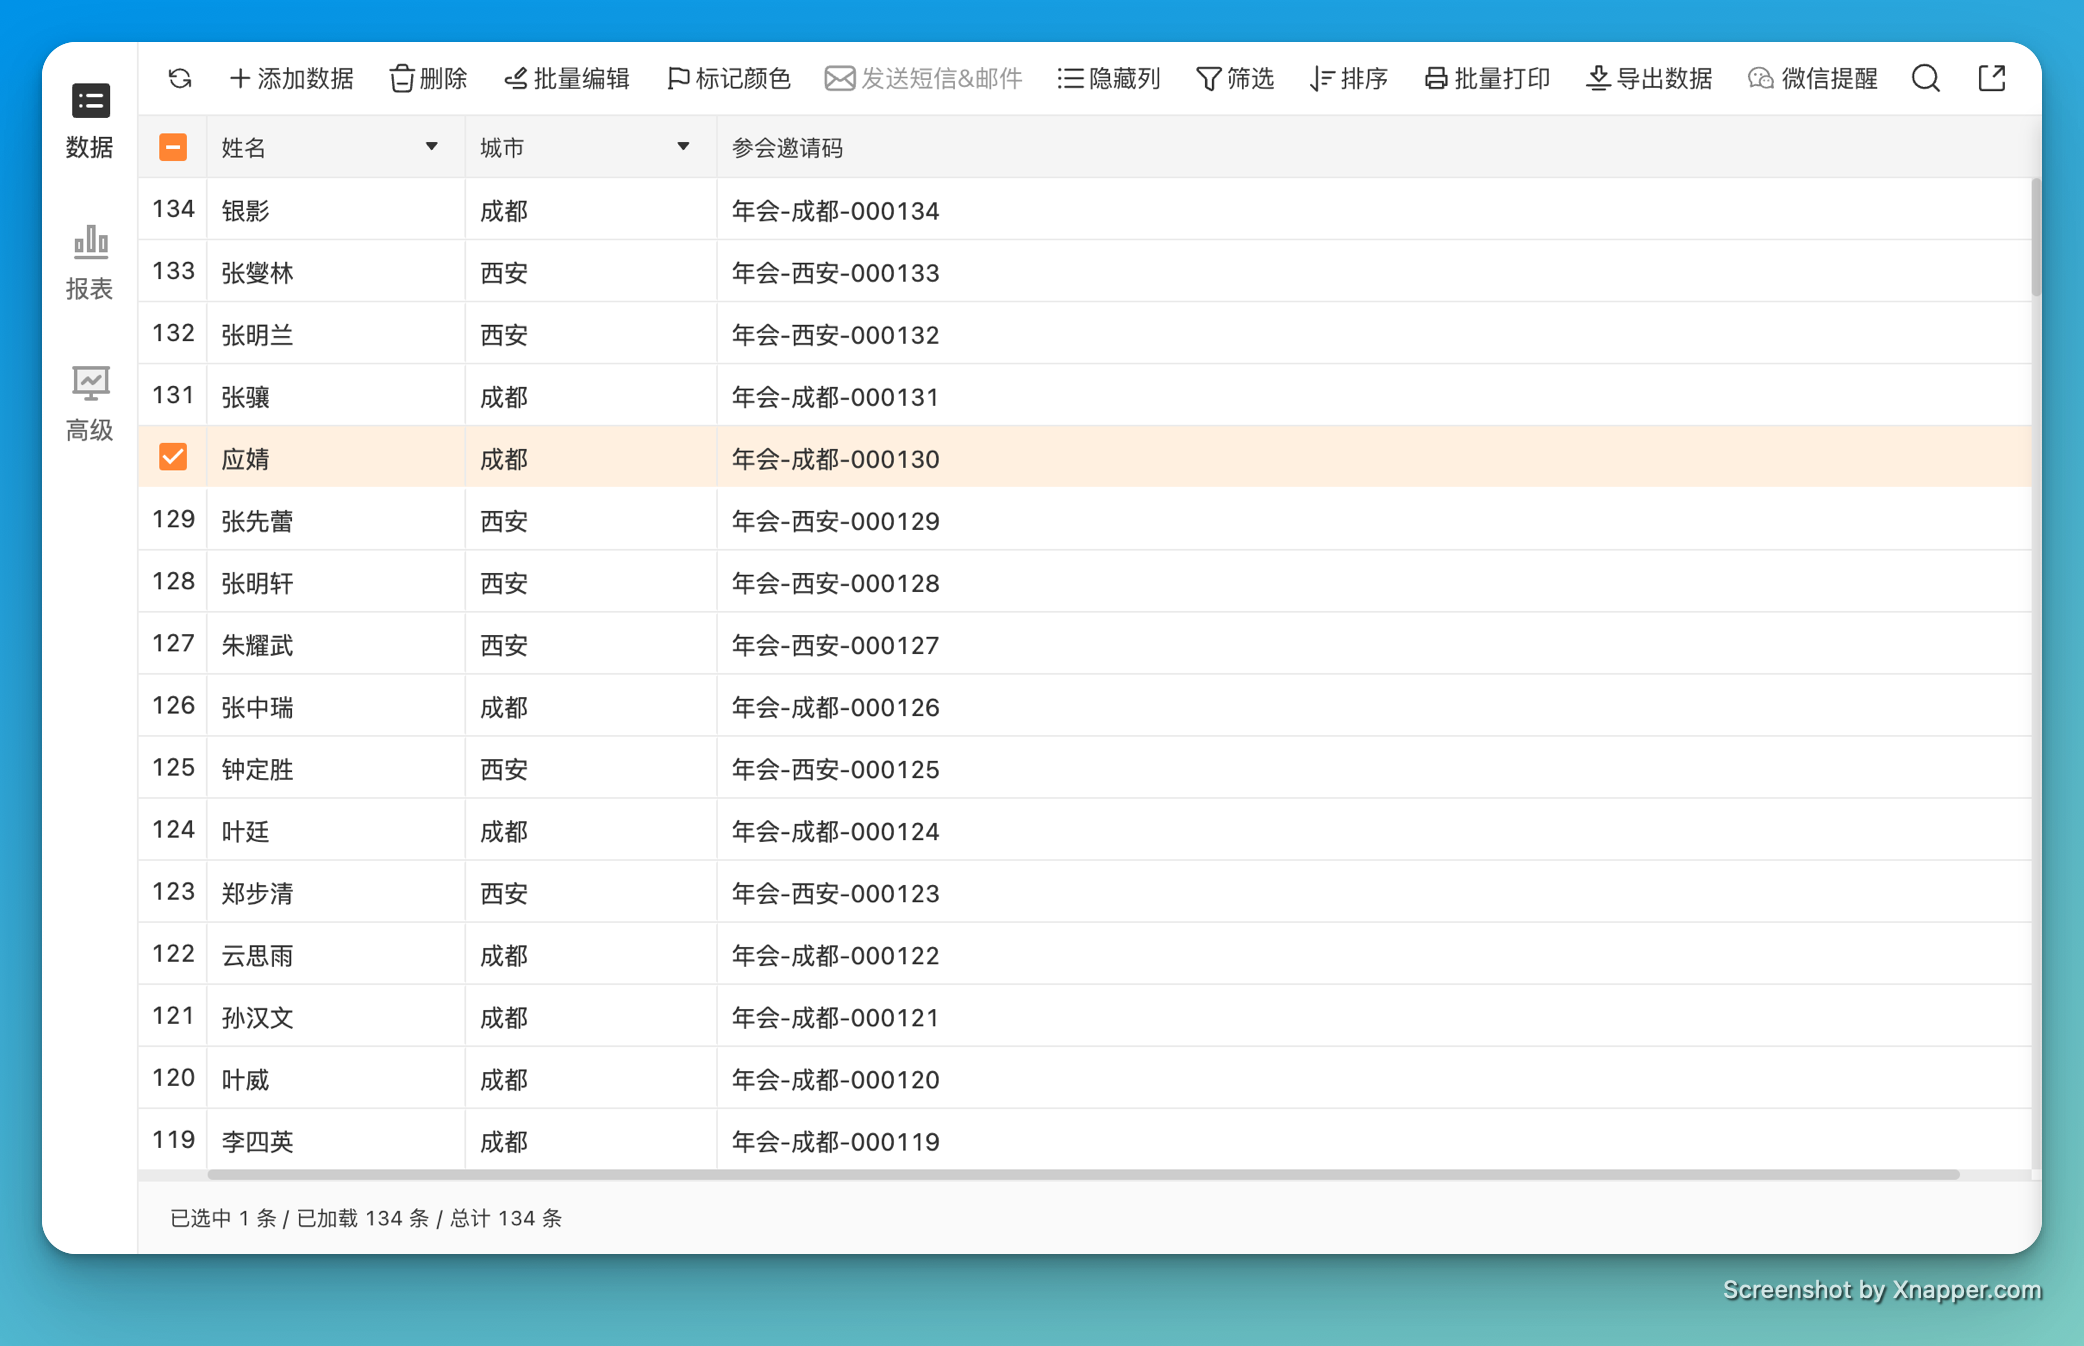 添加数据 删除 批量编辑 标记颜色 发送短信&邮件 隐藏列 筛选 排序 批量打印 导出数据 微信提醒
数据
报表
高级
姓名 城市 参会邀请码
134 银影 成都 年会-成都-000134
133 张燮林 西安 年会-西安-000133
132 张明兰 西安 年会-西安-000132
131 张骧 成都 年会-成都-000131
应婧 成都 年会-成都-000130
129 张先蕾 西安 年会-西安-000129
128 张明轩 西安 年会-西安-000128
127 朱耀武 西安 年会-西安-000127
126 张中瑞 成都 年会-成都-000126
125 钟定胜 西安 年会-西安-000125
124 叶廷 成都 年会-成都-000124
123 郑步清 西安 年会-西安-000123
122 云思雨 成都 年会-成都-000122
121 孙汉文 成都 年会-成都-000121
120 叶威 成都 年会-成都-000120
119 李四英 成都 年会-成都-000119
已选中 1 条 / 已加载 134 条 / 总计 134 条
Screenshot by Xnapper.com